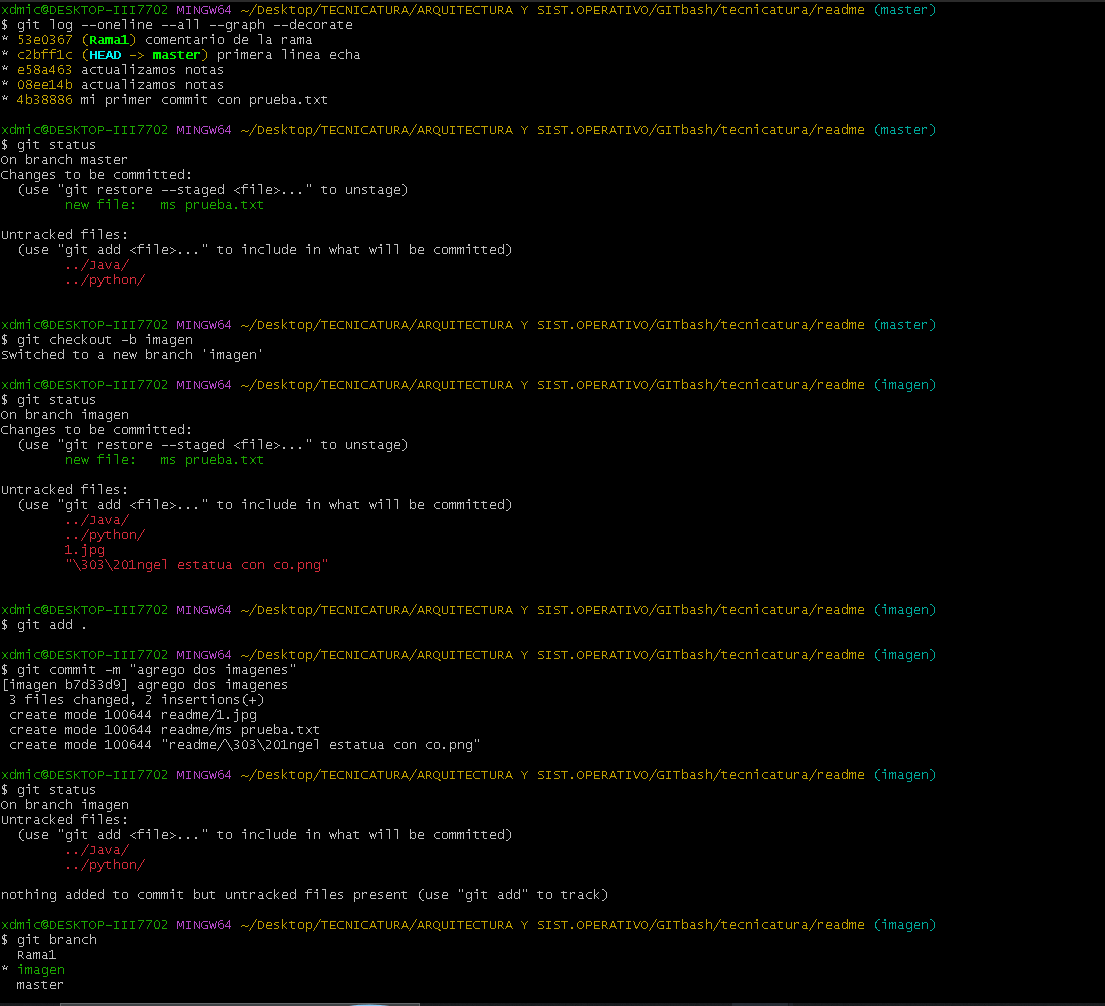 xdmic@DESKTOP-III7702 MINGW64 ~/Desktop/TECNICATURA/ARQUITECTURA Y SIST.OPERATIVO/GITbash/tecnicatura/readme (master)
$ git log --oneline --all --graph --decorate
* 53e0367 (Rama1) comentario de la rama
* c2bff1c (HEAD -> master) primera linea echa
* e58a463 actualizamos notas
* 08ee14b actualizamos notas
* 4b38886 mi primer commit con prueba.txt

xdmic@DESKTOP-III7702 MINGW64 ~/Desktop/TECNICATURA/ARQUITECTURA Y SIST.OPERATIVO/GITbash/tecnicatura/readme (master)
$ git status
On branch master
Changes to be committed:
  (use "git restore --staged <file>..." to unstage)
        new file:   ms prueba.txt

Untracked files:
  (use "git add <file>..." to include in what will be committed)
        ../Java/
        ../python/

xdmic@DESKTOP-III7702 MINGW64 ~/Desktop/TECNICATURA/ARQUITECTURA Y SIST.OPERATIVO/GITbash/tecnicatura/readme (master)
$ git checkout -b imagen
Switched to a new branch 'imagen'

xdmic@DESKTOP-III7702 MINGW64 ~/Desktop/TECNICATURA/ARQUITECTURA Y SIST.OPERATIVO/GITbash/tecnicatura/readme (imagen)
$ git status
On branch imagen
Changes to be committed:
  (use "git restore --staged <file>..." to unstage)
        new file:   ms prueba.txt

Untracked files:
  (use "git add <file>..." to include in what will be committed)
        ../Java/
        ../python/
        1.jpg
        "\303\201ngel estatua con co.png"

xdmic@DESKTOP-III7702 MINGW64 ~/Desktop/TECNICATURA/ARQUITECTURA Y SIST.OPERATIVO/GITbash/tecnicatura/readme (imagen)
$ git add .

xdmic@DESKTOP-III7702 MINGW64 ~/Desktop/TECNICATURA/ARQUITECTURA Y SIST.OPERATIVO/GITbash/tecnicatura/readme (imagen)
$ git commit -m "agrego dos imagenes"
[imagen b7d33d9] agrego dos imagenes
 3 files changed, 2 insertions(+)
 create mode 100644 readme/1.jpg
 create mode 100644 readme/ms prueba.txt
 create mode 100644 "readme/\303\201ngel estatua con co.png"

xdmic@DESKTOP-III7702 MINGW64 ~/Desktop/TECNICATURA/ARQUITECTURA Y SIST.OPERATIVO/GITbash/tecnicatura/readme (imagen)
$ git status
On branch imagen
Untracked files:
  (use "git add <file>..." to include in what will be committed)
        ../Java/
        ../python/

nothing added to commit but untracked files present (use "git add" to track)

xdmic@DESKTOP-III7702 MINGW64 ~/Desktop/TECNICATURA/ARQUITECTURA Y SIST.OPERATIVO/GITbash/tecnicatura/readme (imagen)
$ git branch
  Rama1
* imagen
  master